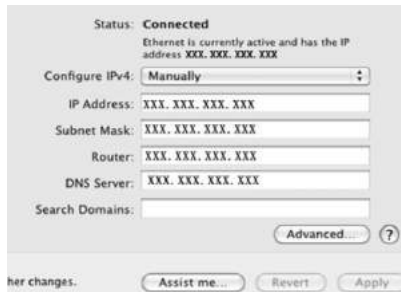 Status: Connected
Ethernet is currently active and has the IP
address XXX. XXX. XXX. XXX
Configure IPv4: Manually
IP Address: XXX. XXX. XXX. XXX
Subnet Mask: XXX. XXX. XXX. XXX
Router: XXX. XXX. XXX. XXX
DNS Server: XXX. XXX. XXX. XXX
Search Domains:
Advanced... ?
her changes. Assist me... Revert Apply